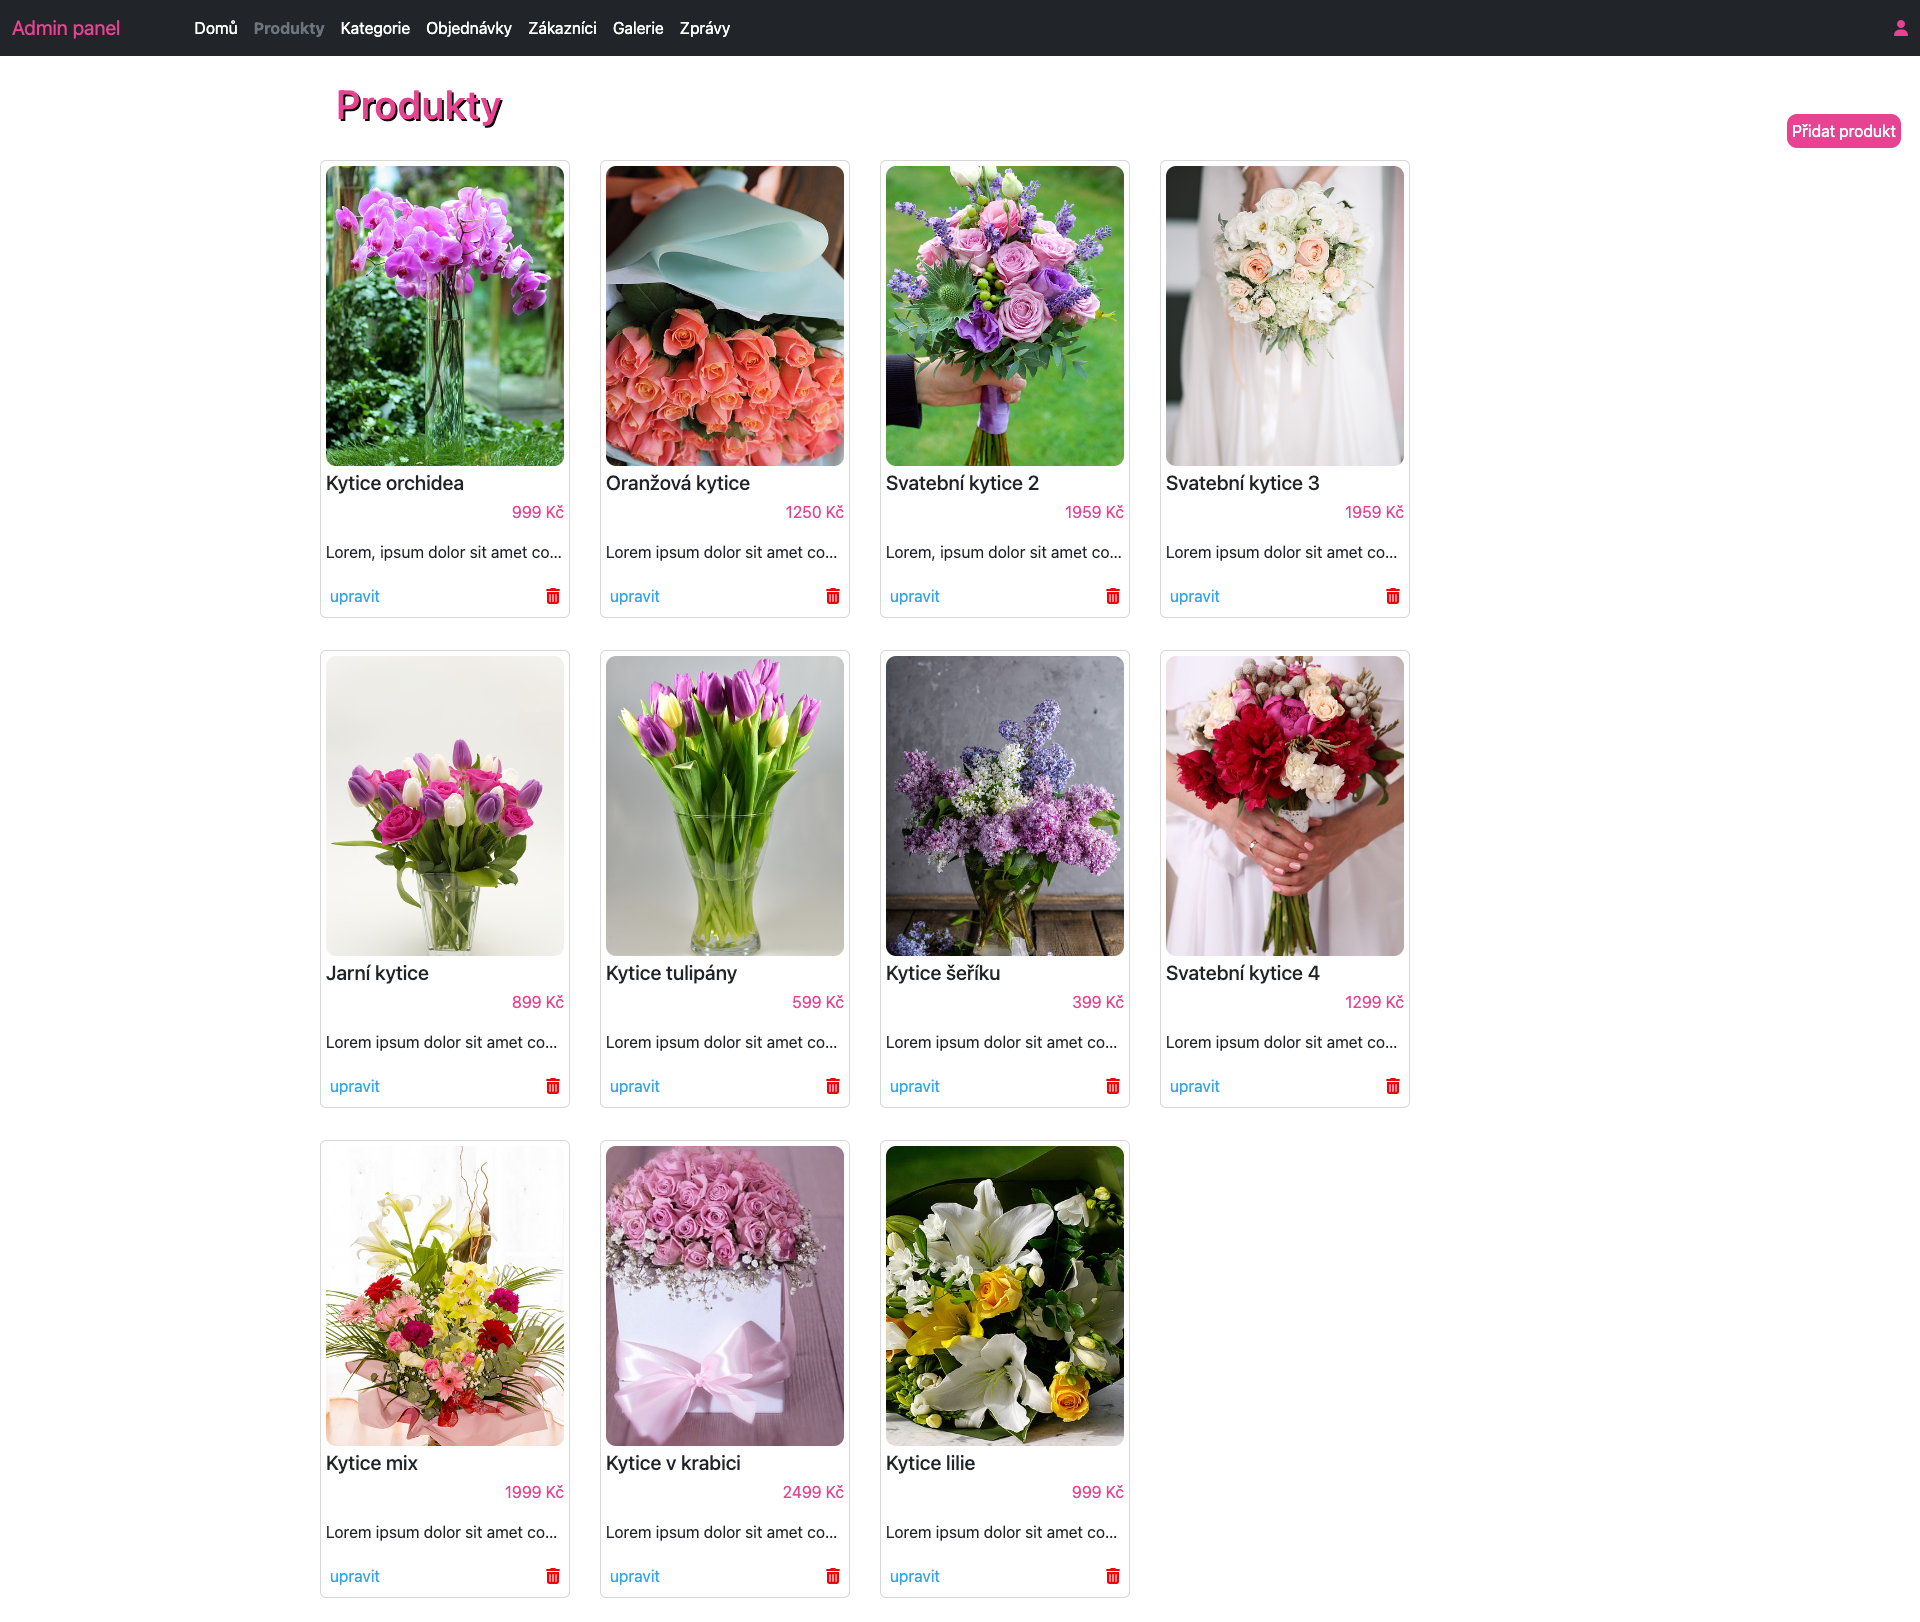 Admin panel Domů Produkty Kategorie Objednávky Zákazníci Galerie Zprávy
Produkty
Přidat produkt
Kytice orchidea
999 Kč
Lorem, ipsum dolor sit amet co...
upravit
Oranžová kytice
1250 Kč
Lorem ipsum dolor sit amet co...
upravit
Svatební kytice 2
1959 Kč
Lorem, ipsum dolor sit amet co...
upravit
Svatební kytice 3
1959 Kč
Lorem ipsum dolor sit amet co...
upravit
Jarní kytice
899 Kč
Lorem ipsum dolor sit amet co...
upravit
Kytice tulipány
599 Kč
Lorem ipsum dolor sit amet co...
upravit
Kytice šeříku
399 Kč
Lorem ipsum dolor sit amet co...
upravit
Svatební kytice 4
1299 Kč
Lorem ipsum dolor sit amet co...
upravit
Kytice mix
1999 Kč
Lorem ipsum dolor sit amet co...
upravit
Kytice v krabici
2499 Kč
Lorem ipsum dolor sit amet co...
upravit
Kytice lilie
999 Kč
Lorem ipsum dolor sit amet co...
upravit